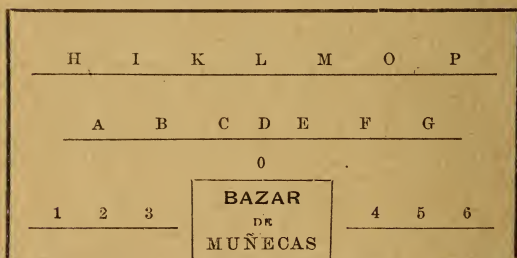 H I K L M O P
A B C D E F G
0
BAZAR
DE
MUÑECAS
1 2 3
4 5 6